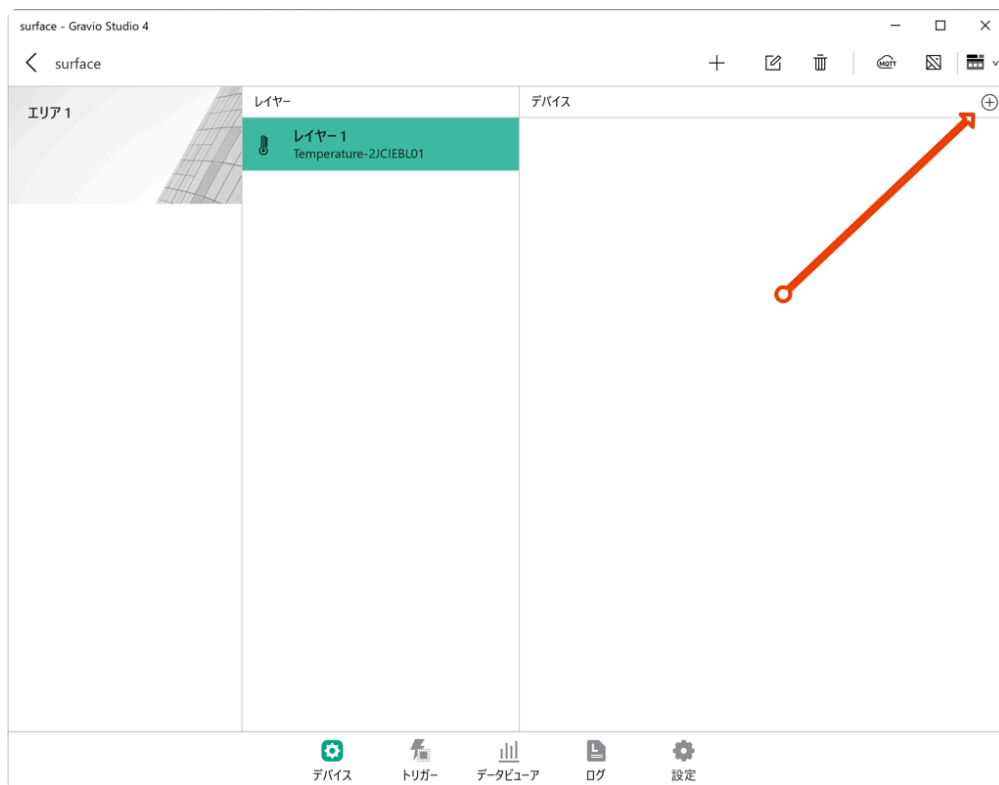 surface - Gravio Studio 4
surface
MQTT
エリア 1
レイヤー
デバイス
レイヤー 1
Temperature-2JCIEBL01
デバイス
トリガー
データビューア
ログ
設定